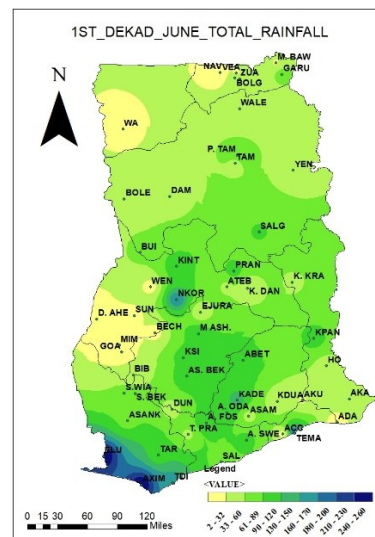 1ST_DEKAD_JUNE_TOTAL_RAINFALL
N
M. BAW
NAVVEA
ZUA
GARU
BOLG
WALE
WA
P. TAM
TAM
YEN
BOLE
DAM
SALG
BUI
KINT
PRAN
WEN
ATEB
K. KRA
K. DAN
NKOR
D. AHE
SUN
EJURA
BECH
M ASH.
KPAN
GOA
MIM
KSI
ABET
HO
BIB
AS. BEK
S.WIA
S. BEK
KADE
KDUA
AKU
AKA
DUN
A. ODA
ASANK
A. FOS
ASAM
ADA
T. PRA
A. SWE
ACC
TEMA
TAR
SAL
AXIM
TDI
Legend
<VALUE>
2 - 32
33 - 60
61 - 89
90 - 120
130 - 150
160 - 170
180 - 200
210 - 230
240 - 260
0 15 30 60 90 120
Miles